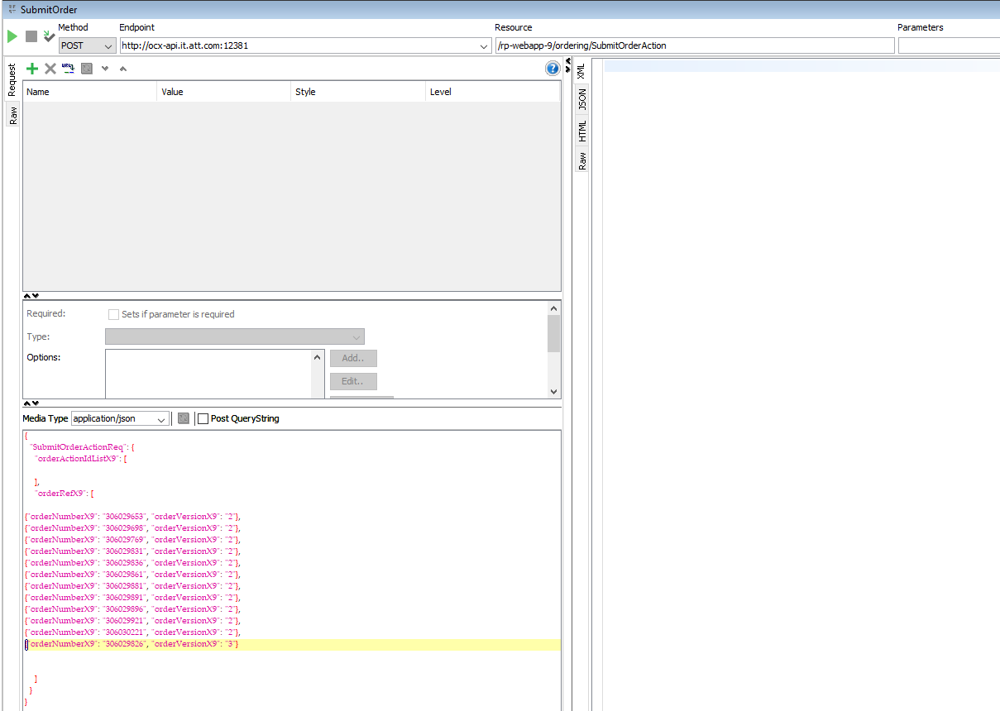 SubmitOrder
Method
Endpoint
Resource
Parameters
POST
http://ocx-api.it.att.com:12381
/rp-webapp-9/ordering/SubmitOrderAction
Request
Raw
Name
Value
Style
Level
Required:
Sets if parameter is required
Type:
Options:
Add..
Edit..
Media Type
application/json
Post QueryString
{
"SubmitOrderActionReq": {
"orderActionIdListX9": [
],
"orderRefX9": [
{"orderNumberX9": "306029653", "orderVersionX9": "2"},
{"orderNumberX9": "306029698", "orderVersionX9": "2"},
{"orderNumberX9": "306029769", "orderVersionX9": "2"},
{"orderNumberX9": "306029831", "orderVersionX9": "2"},
{"orderNumberX9": "306029836", "orderVersionX9": "2"},
{"orderNumberX9": "306029861", "orderVersionX9": "2"},
{"orderNumberX9": "306029881", "orderVersionX9": "2"},
{"orderNumberX9": "306029891", "orderVersionX9": "2"},
{"orderNumberX9": "306029896", "orderVersionX9": "2"},
{"orderNumberX9": "306029921", "orderVersionX9": "2"},
{"orderNumberX9": "306030221", "orderVersionX9": "2"},
{"orderNumberX9": "306029826", "orderVersionX9": "3"}
]
}
}
XML
JSON
HTML
Raw